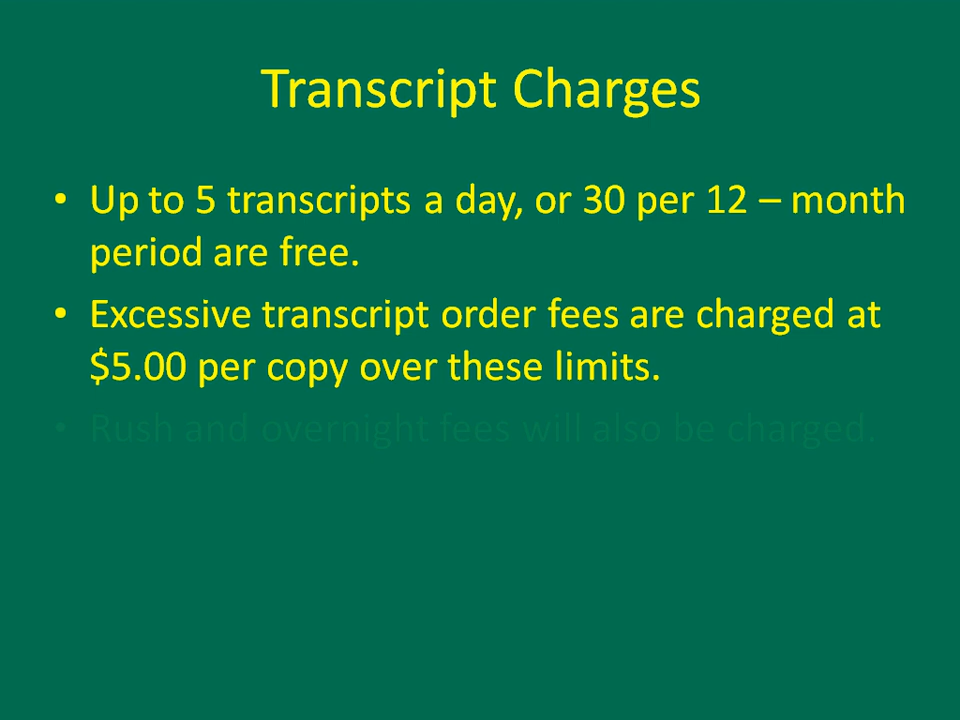 Transcript Charges
• Up to 5 transcripts a day, or 30 per 12 – month
period are free.
• Excessive transcript order fees are charged at
$5.00 per copy over these limits.
• Rush and overnight fees will also be charged.